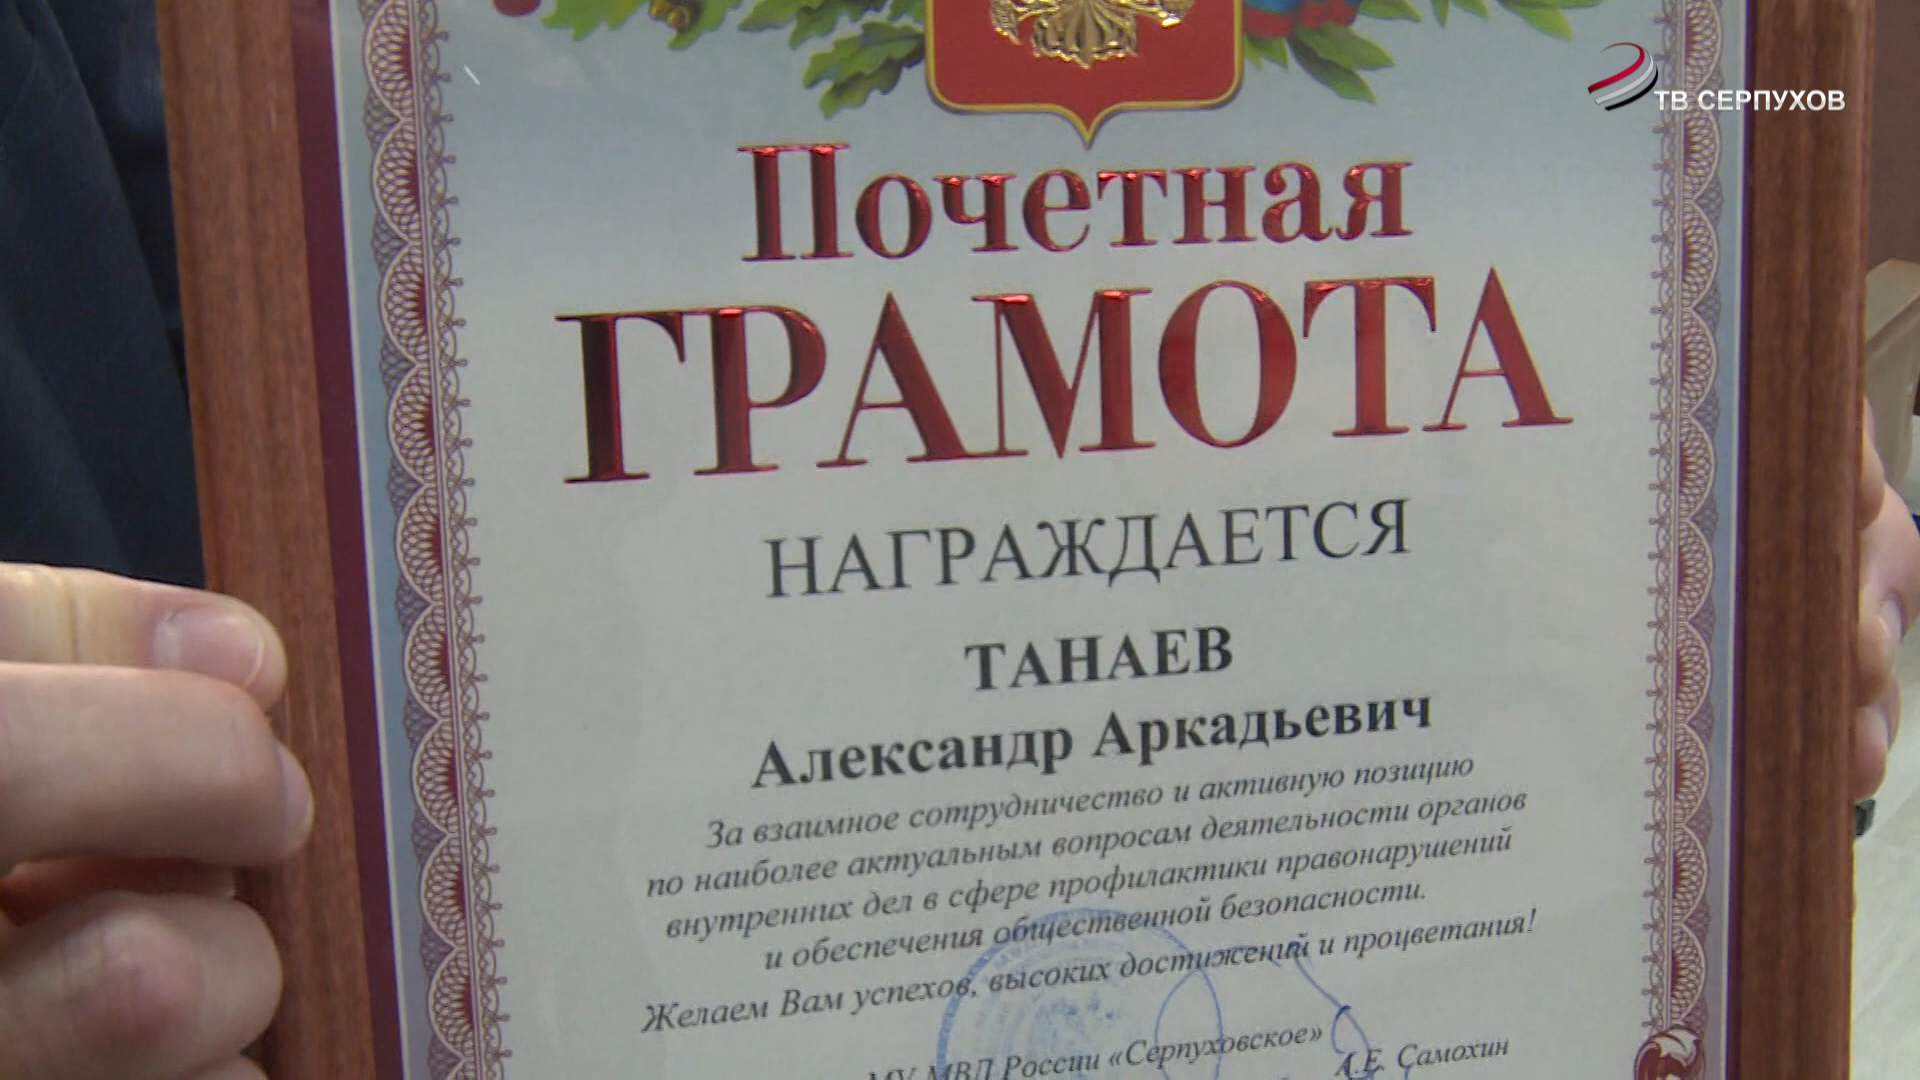 ТВ СЕРПУХОВ
Почетная
ГРАМОТА
НАГРАЖДАЕТСЯ
ТАНАЕВ
Александр Аркадьевич
За взаимное сотрудничество и активную позицию
по наиболее актуальным вопросам деятельности органов
внутренних дел в сфере профилактики правонарушений
и обеспечения общественной безопасности.
Желаем Вам успехов, высоких достижений и процветания!
МУ МВД России «Серпуховское»
А.Е. Самохин